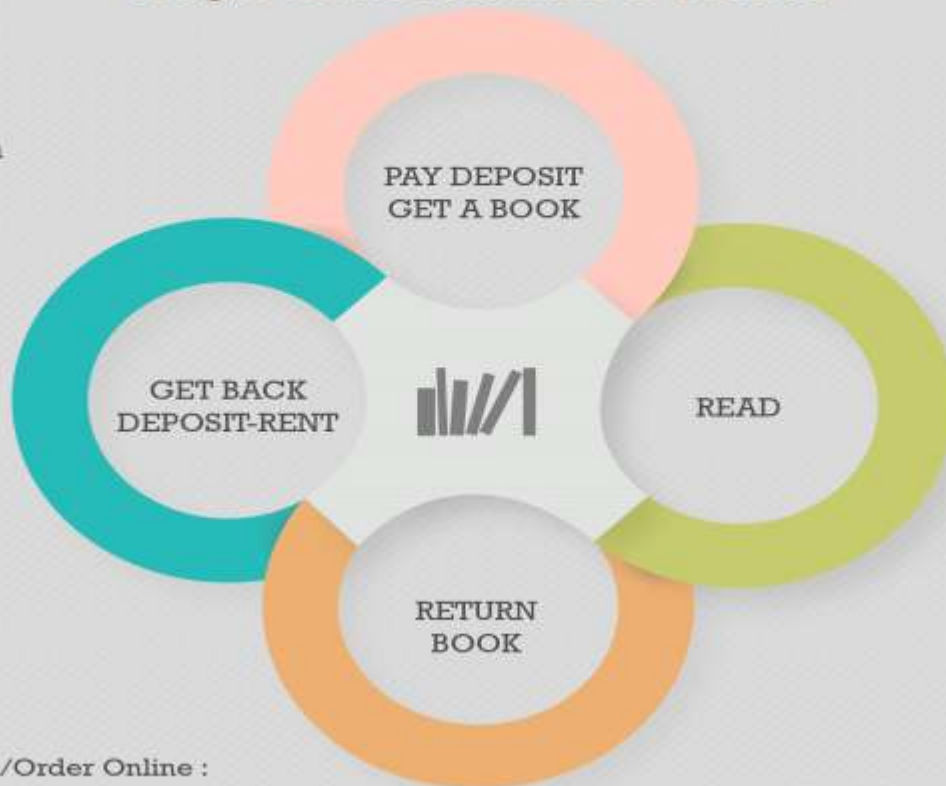 PAY DEPOSIT
GET A BOOK
GET BACK
DEPOSIT-RENT
READ
RETURN
BOOK
/Order Online :